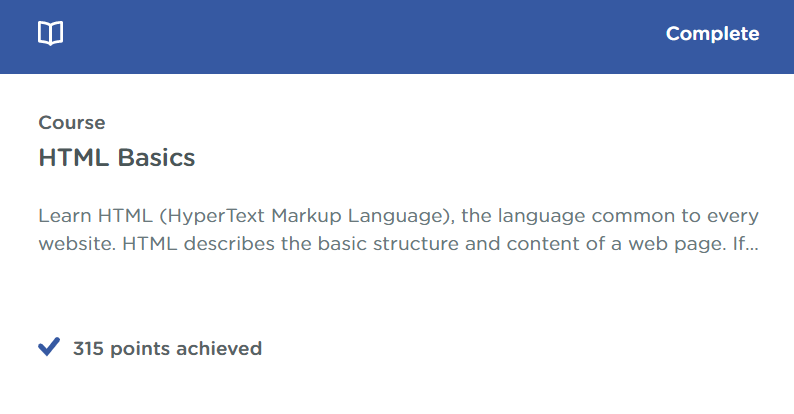 Complete
Course
HTML Basics
Learn HTML (HyperText Markup Language), the language common to every
website. HTML describes the basic structure and content of a web page. If...
315 points achieved